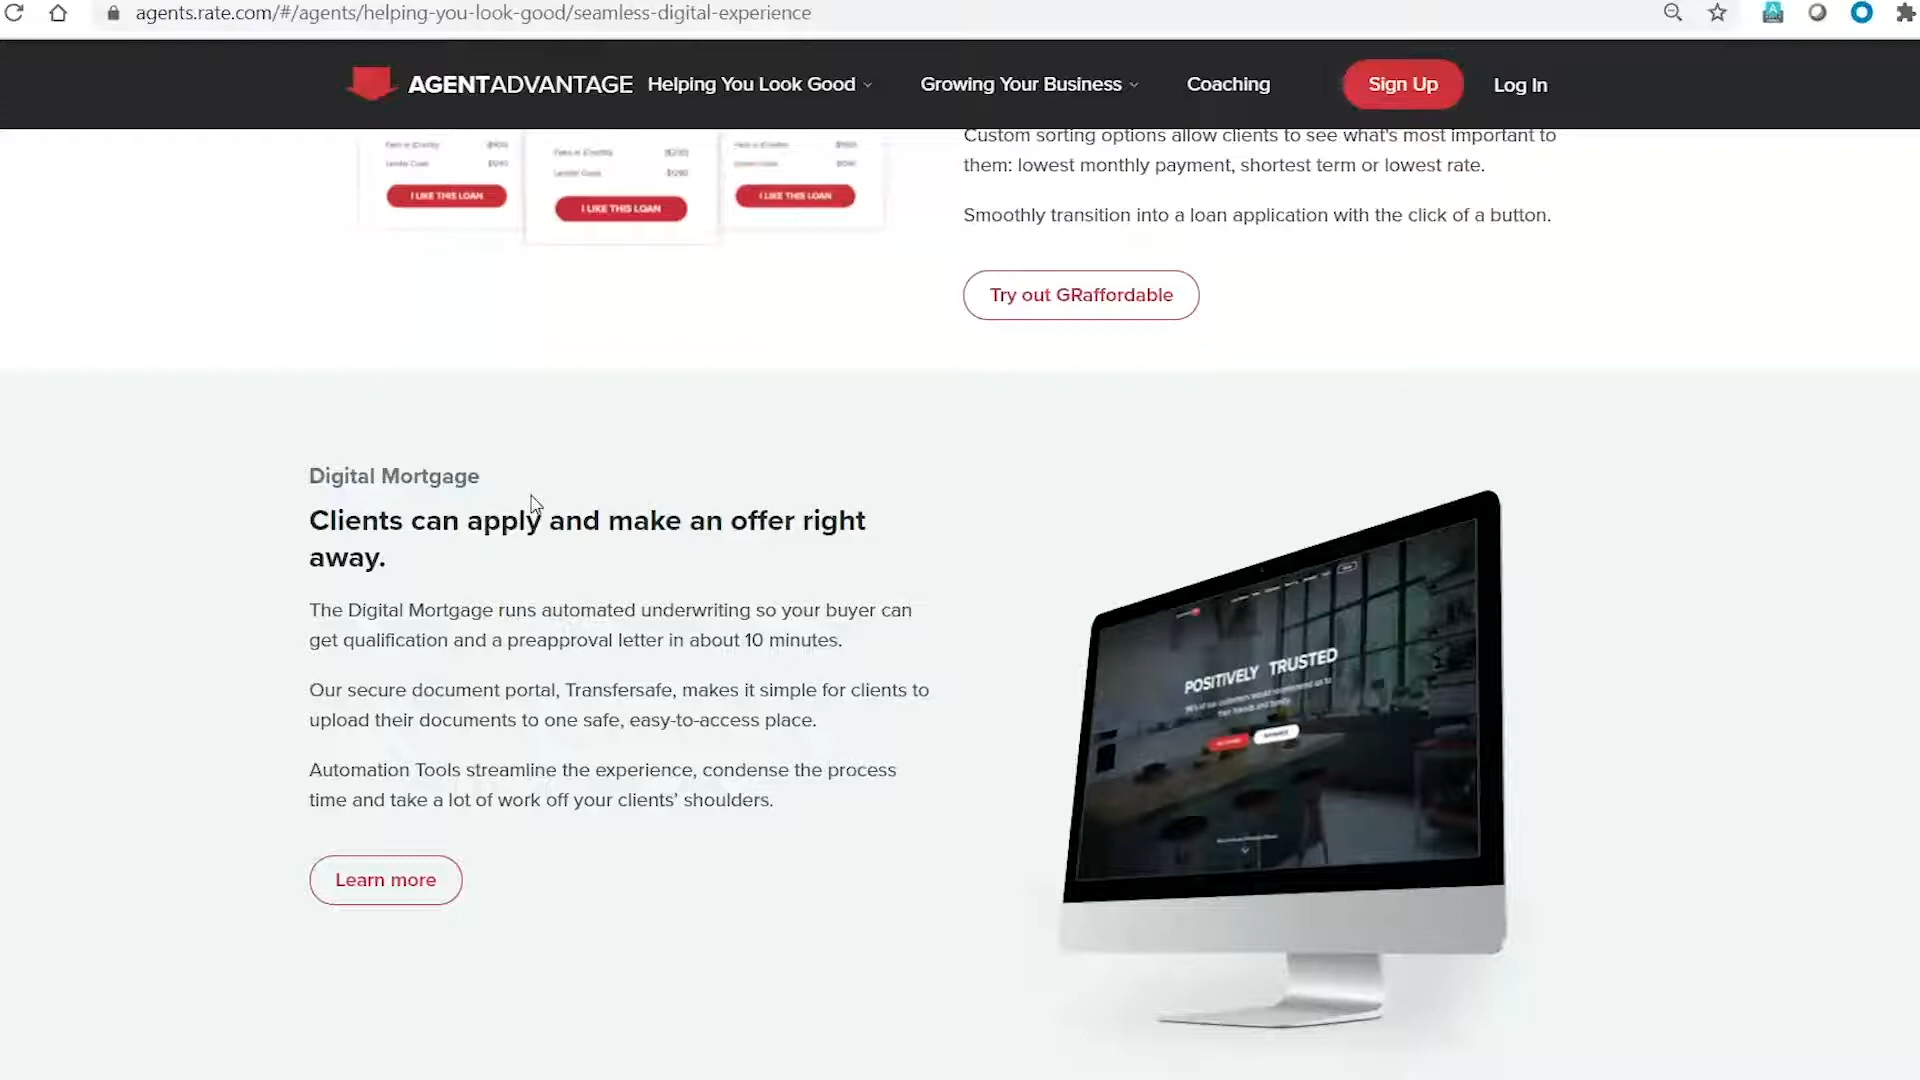 agents.rate.com/#/agents/helping-you-look-good/seamless-digital-experience
AGENTADVANTAGE Helping You Look Good Growing Your Business Coaching Sign Up Log In
Custom sorting options allow clients to see what's most important to
them: lowest monthly payment, shortest term or lowest rate.
I LIKE THIS LOAN
I LIKE THIS LOAN
I LIKE THIS LOAN
Smoothly transition into a loan application with the click of a button.
Try out GRaffordable
Digital Mortgage
Clients can apply and make an offer right
away.
The Digital Mortgage runs automated underwriting so your buyer can
get qualification and a preapproval letter in about 10 minutes.
Our secure document portal, Transfersafe, makes it simple for clients to
upload their documents to one safe, easy-to-access place.
Automation Tools streamline the experience, condense the process
time and take a lot of work off your clients’ shoulders.
Learn more
POSITIVELY TRUSTED